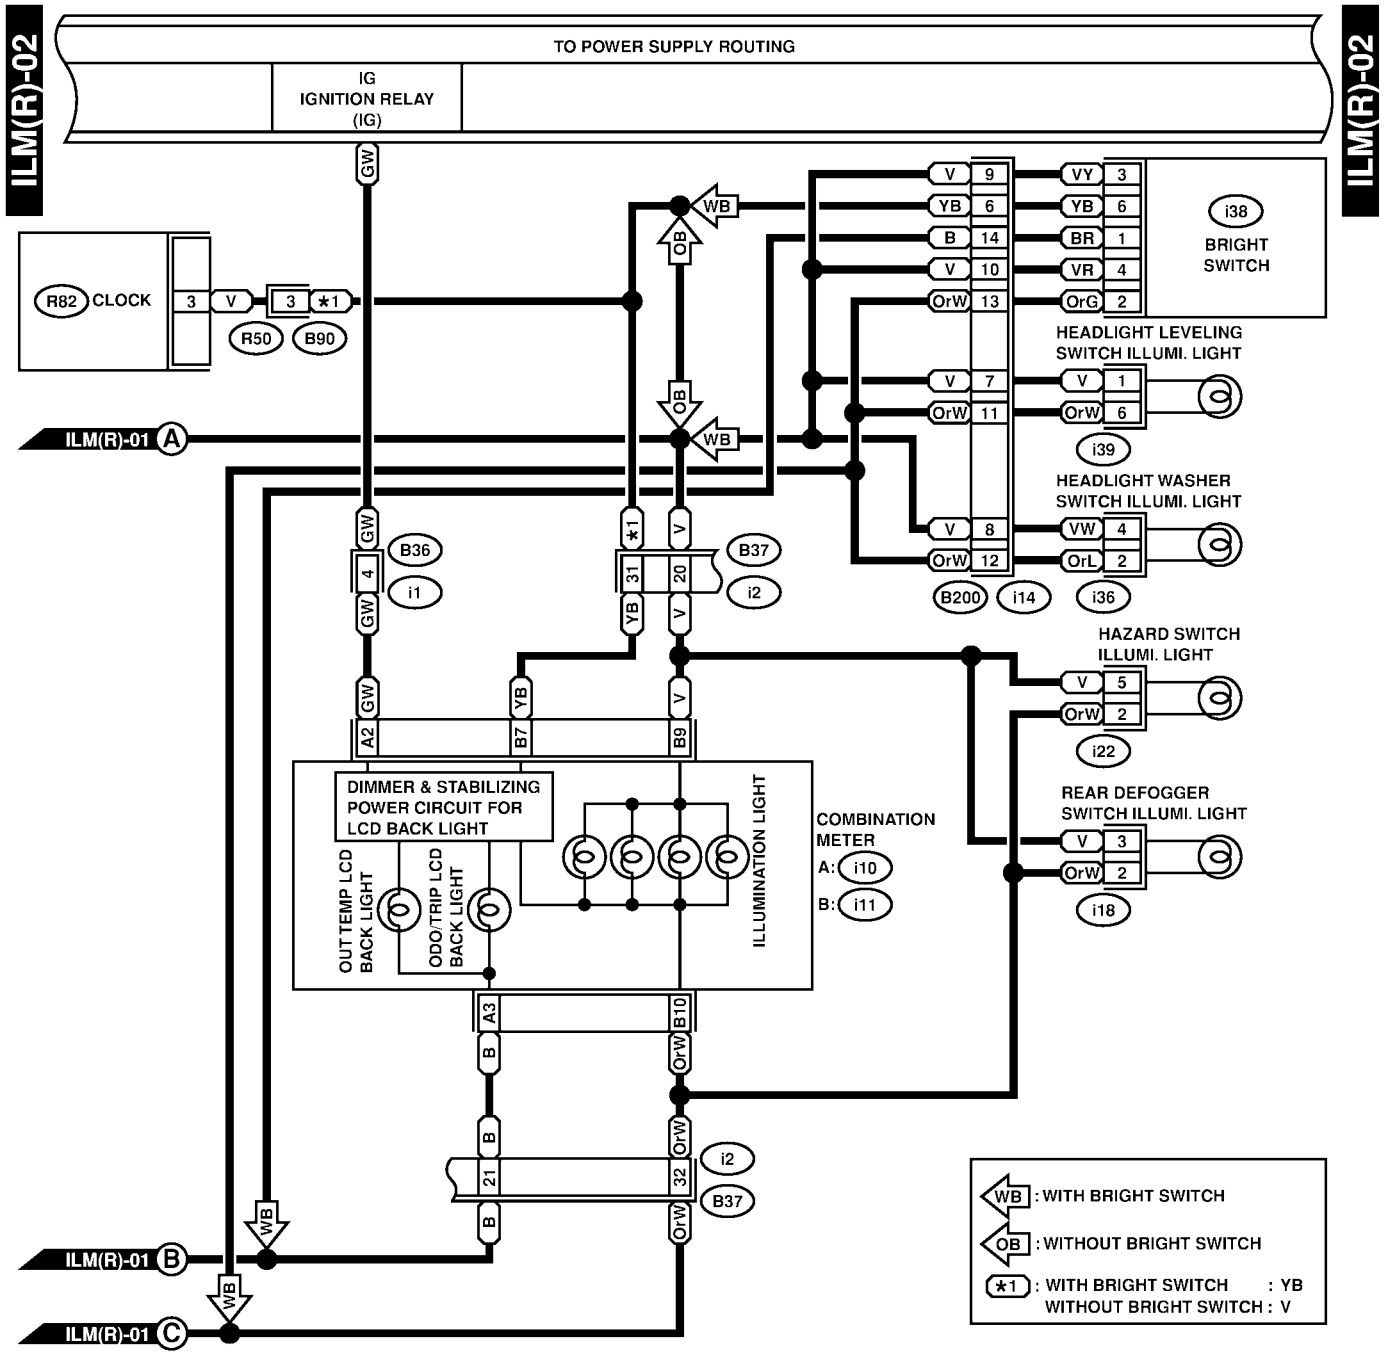 ILM(R)-02
ILM(R)-02
TO POWER SUPPLY ROUTING
IG
IGNITION RELAY
(IG)
GW
V 9 VY 3
YB 6 YB 6
B 14 BR 1
V 10 VR 4
OrW 13 OrG 2
i38
BRIGHT
SWITCH
WB
OB
R82 CLOCK
3 V 3 *1
R50 B90
HEADLIGHT LEVELING
SWITCH ILLUMI. LIGHT
V 7 V 1
OrW 11 OrW 6
i39
OB
ILM(R)-01 A
WB
HEADLIGHT WASHER
SWITCH ILLUMI. LIGHT
V 8 VW 4
OrW 12 OrL 2
B200 i14 i36
GW
4
GW
B36
i1
*1 V
31 20
YB V
B37
i2
HAZARD SWITCH
ILLUMI. LIGHT
V 5
OrW 2
i22
GW YB V
A2 B7 B9
DIMMER & STABILIZING
POWER CIRCUIT FOR
LCD BACK LIGHT
OUT TEMP LCD
BACK LIGHT
ODO/TRIP LCD
BACK LIGHT
ILLUMINATION LIGHT
COMBINATION
METER
A: i10
B: i11
REAR DEFOGGER
SWITCH ILLUMI. LIGHT
V 3
OrW 2
i18
A3 B10
B OrW
B OrW
21 32
B OrW
i2
B37
WB
ILM(R)-01 B
WB
ILM(R)-01 C
WB : WITH BRIGHT SWITCH
OB : WITHOUT BRIGHT SWITCH
*1 : WITH BRIGHT SWITCH : YB
WITHOUT BRIGHT SWITCH : V